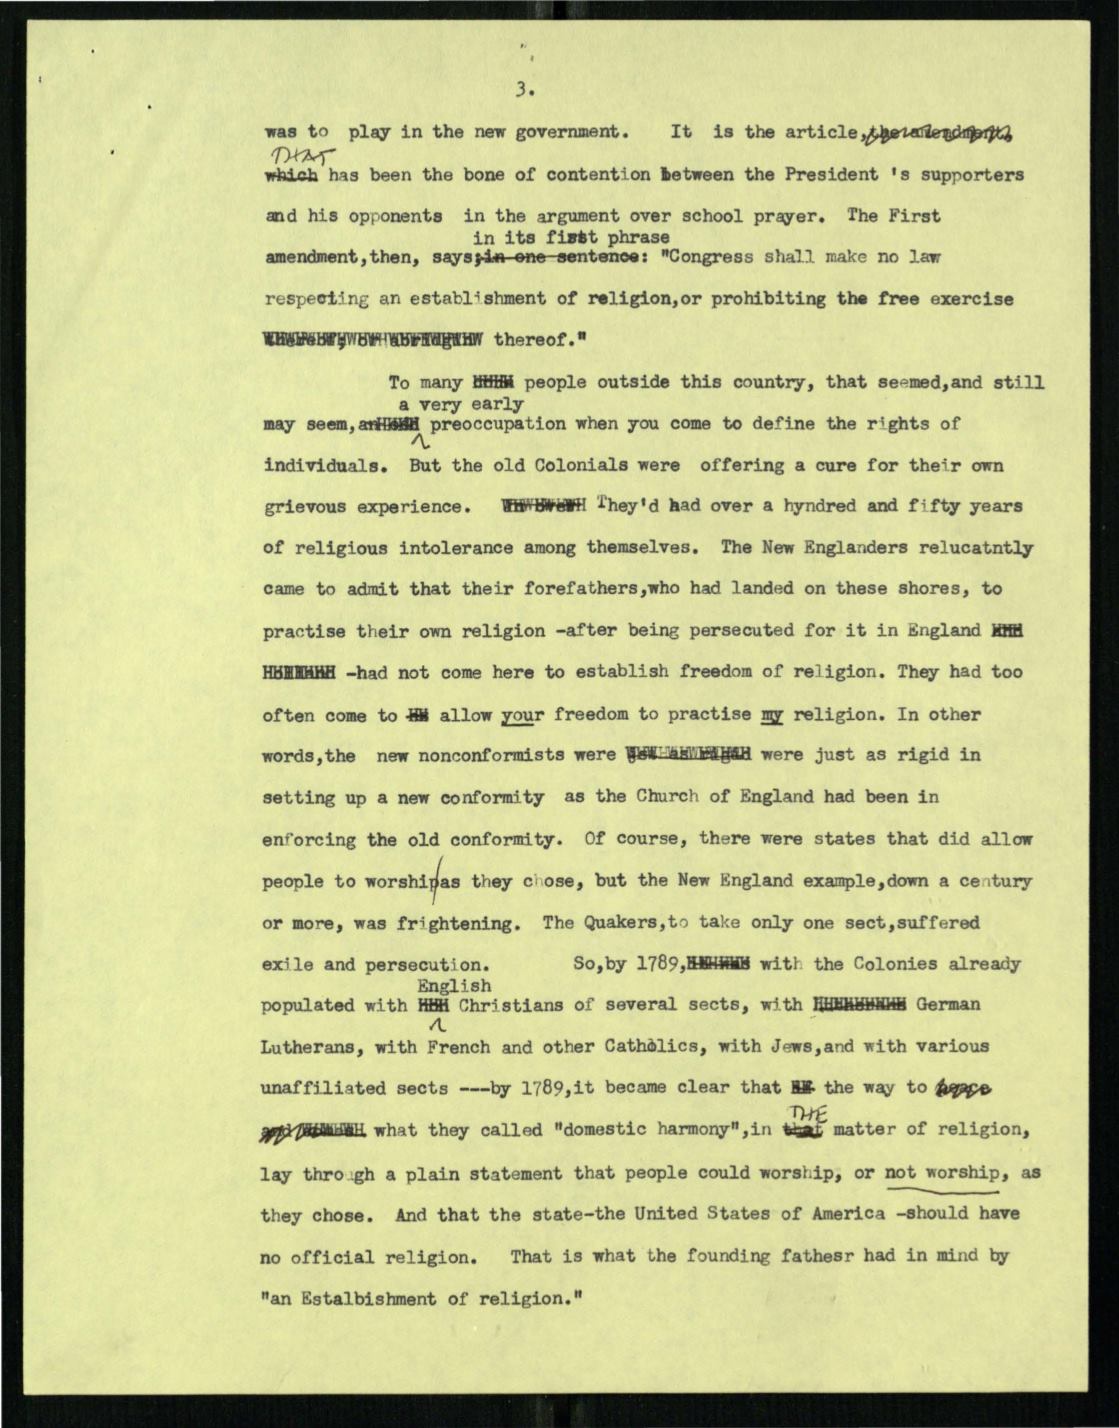 3.
was to play in the new government. It is the article, the amendment,
THAT
which has been the bone of contention between the President 's supporters
and his opponents in the argument over school prayer. The First
in its first phrase
amendment,then, says;in one sentence: "Congress shall make no law
respecting an establishment of religion,or prohibiting the free exercise
thereof."
To many people outside this country, that seemed,and still
a very early
may seem, preoccupation when you come to define the rights of
individuals. But the old Colonials were offering a cure for their own
grievous experience. They'd had over a hyndred and fifty years
of religious intolerance among themselves. The New Englanders relucatntly
came to admit that their forefathers,who had landed on these shores, to
practise their own religion -after being persecuted for it in England
-had not come here to establish freedom of religion. They had too
often come to allow your freedom to practise my religion. In other
words,the new nonconformists were were just as rigid in
setting up a new conformity as the Church of England had been in
enforcing the old conformity. Of course, there were states that did allow
people to worship/as they chose, but the New England example,down a century
or more, was frightening. The Quakers,to take only one sect,suffered
exile and persecution. So,by 1789, with the Colonies already
English
populated with Christians of several sects, with German
Lutherans, with French and other Catholics, with Jews,and with various
unaffiliated sects ---by 1789,it became clear that the way to
THE
what they called "domestic harmony",in that matter of religion,
lay through a plain statement that people could worship, or not worship, as
they chose. And that the state-the United States of America -should have
no official religion. That is what the founding fathesr had in mind by
"an Estalbishment of religion."